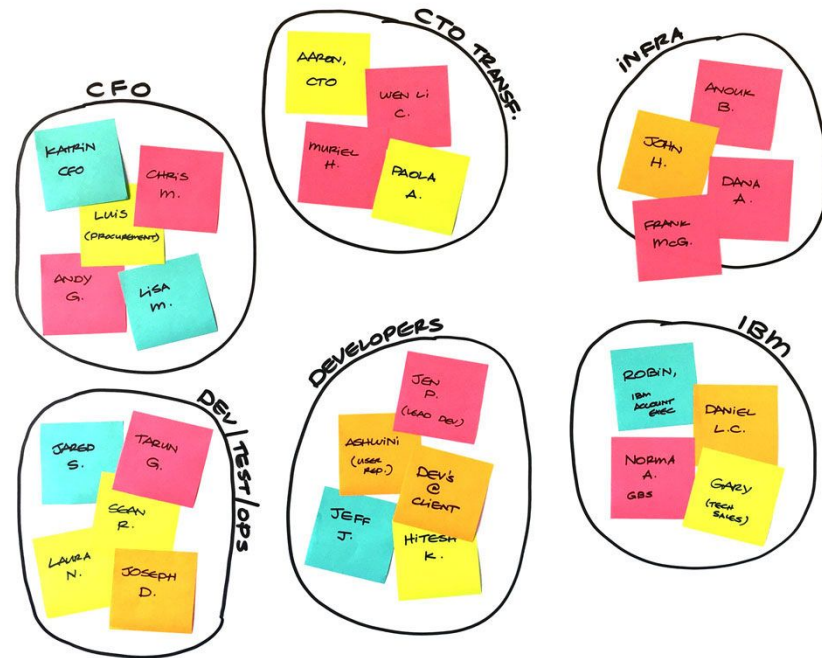 CFO
KATRIN
CFO
CHRIS
M.
LUIS
(PROCUREMENT)
ANDY
G.
LISA
M.
CTO TRANSF.
AARON,
CTO
WEN LI
C.
MURIEL
H.
PAOLA
A.
INFRA
ANOUK
B.
JOHN
H.
DANA
A.
FRANK
McG.
DEV/TEST/OPS
JARED
S.
TARUN
G.
SEAN
R.
LAURA
N.
JOSEPH
D.
DEVELOPERS
JEN
P.
(LEAD DEV)
ASHWINI
(USER
REP.)
DEV'S
@
CLIENT
JEFF
J.
HITESH
K.
IBM
ROBIN,
IBM
ACCOUNT
EXEC
DANIEL
L.C.
NORMA
A.
GBS
GARY
(TECH
SALES)